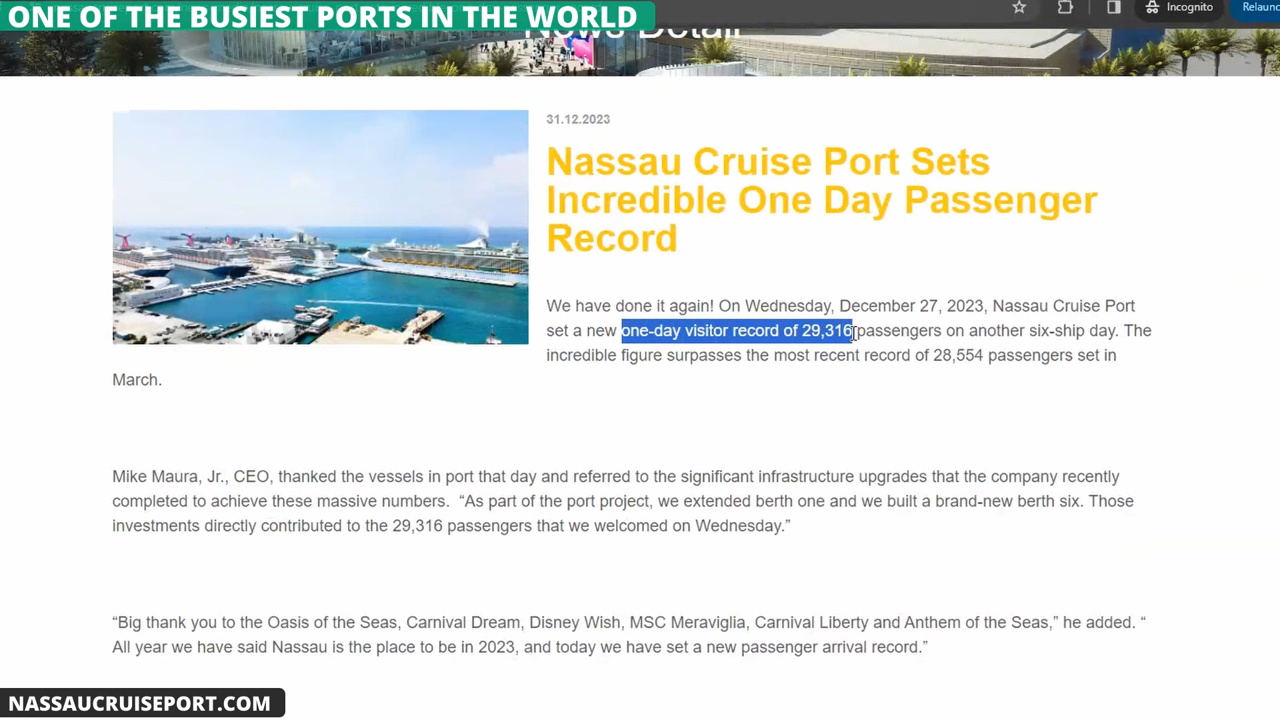 ONE OF THE BUSIEST PORTS IN THE WORLD
Incognito
News Detail
31.12.2023
Nassau Cruise Port Sets
Incredible One Day Passenger
Record
We have done it again! On Wednesday, December 27, 2023, Nassau Cruise Port
set a new one-day visitor record of 29,316 passengers on another six-ship day. The
incredible figure surpasses the most recent record of 28,554 passengers set in
March.
Mike Maura, Jr., CEO, thanked the vessels in port that day and referred to the significant infrastructure upgrades that the company recently
completed to achieve these massive numbers.  “As part of the port project, we extended berth one and we built a brand-new berth six. Those
investments directly contributed to the 29,316 passengers that we welcomed on Wednesday.”
“Big thank you to the Oasis of the Seas, Carnival Dream, Disney Wish, MSC Meraviglia, Carnival Liberty and Anthem of the Seas,” he added. “
All year we have said Nassau is the place to be in 2023, and today we have set a new passenger arrival record.”
NASSAUCRUISEPORT.COM